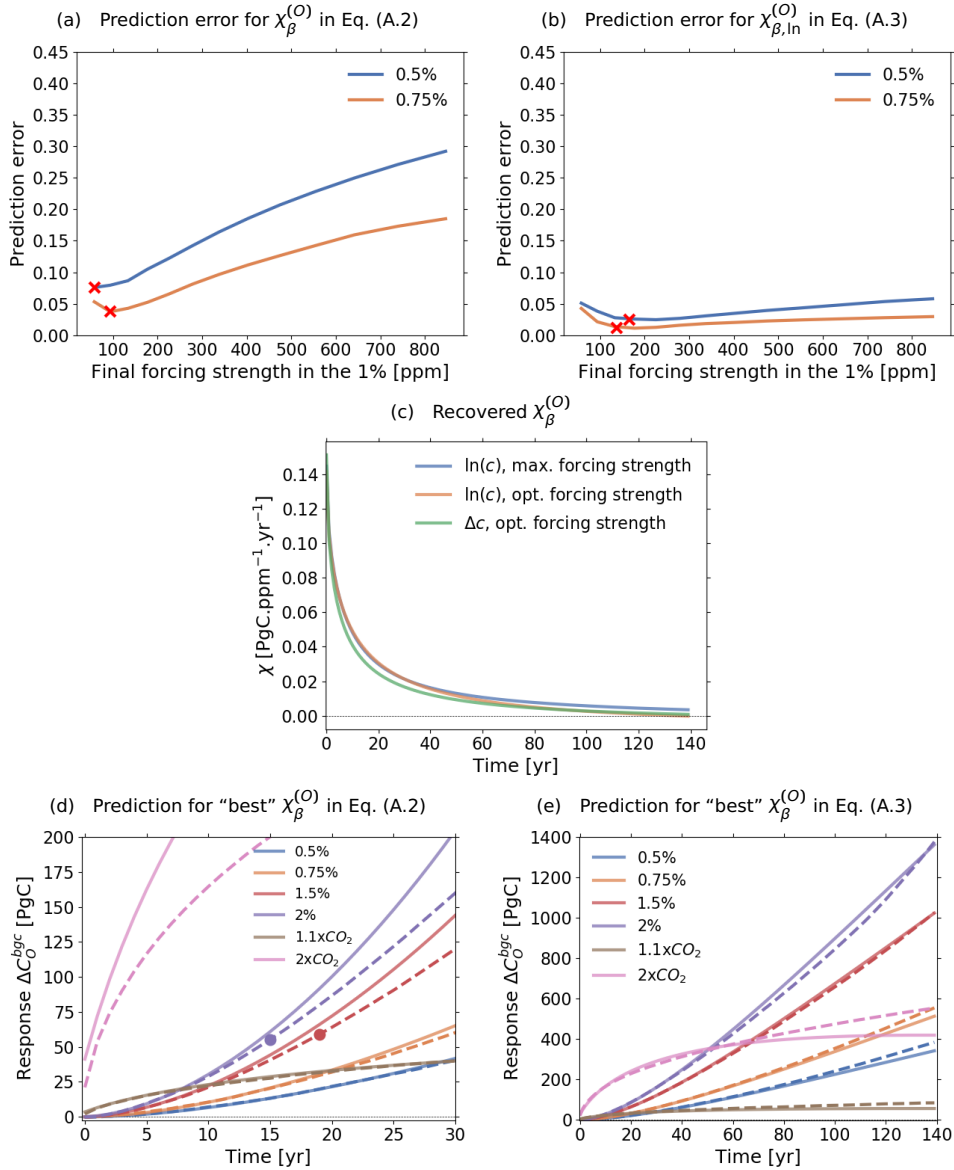 (a) Prediction error for χ_β^(O) in Eq. (A.2)
(b) Prediction error for χ_β,ln^(O) in Eq. (A.3)
Prediction error
0.45
0.40
0.35
0.30
0.25
0.20
0.15
0.10
0.05
0.00
0.5%
0.75%
100 200 300 400 500 600 700 800
Final forcing strength in the 1% [ppm]
Prediction error
0.45
0.40
0.35
0.30
0.25
0.20
0.15
0.10
0.05
0.00
0.5%
0.75%
100 200 300 400 500 600 700 800
Final forcing strength in the 1% [ppm]
(c) Recovered χ_β^(O)
χ [PgC.ppm⁻¹.yr⁻¹]
0.14
0.12
0.10
0.08
0.06
0.04
0.02
0.00
ln(c), max. forcing strength
ln(c), opt. forcing strength
Δc, opt. forcing strength
0 20 40 60 80 100 120 140
Time [yr]
(d) Prediction for “best” χ_β^(O) in Eq. (A.2)
Response ΔC_O^bgc [PgC]
200
175
150
125
100
75
50
25
0
0.5%
0.75%
1.5%
2%
1.1xCO₂
2xCO₂
0 5 10 15 20 25 30
Time [yr]
(e) Prediction for “best” χ_β^(O) in Eq. (A.3)
Response ΔC_O^bgc [PgC]
1400
1200
1000
800
600
400
200
0
0.5%
0.75%
1.5%
2%
1.1xCO₂
2xCO₂
0 20 40 60 80 100 120 140
Time [yr]